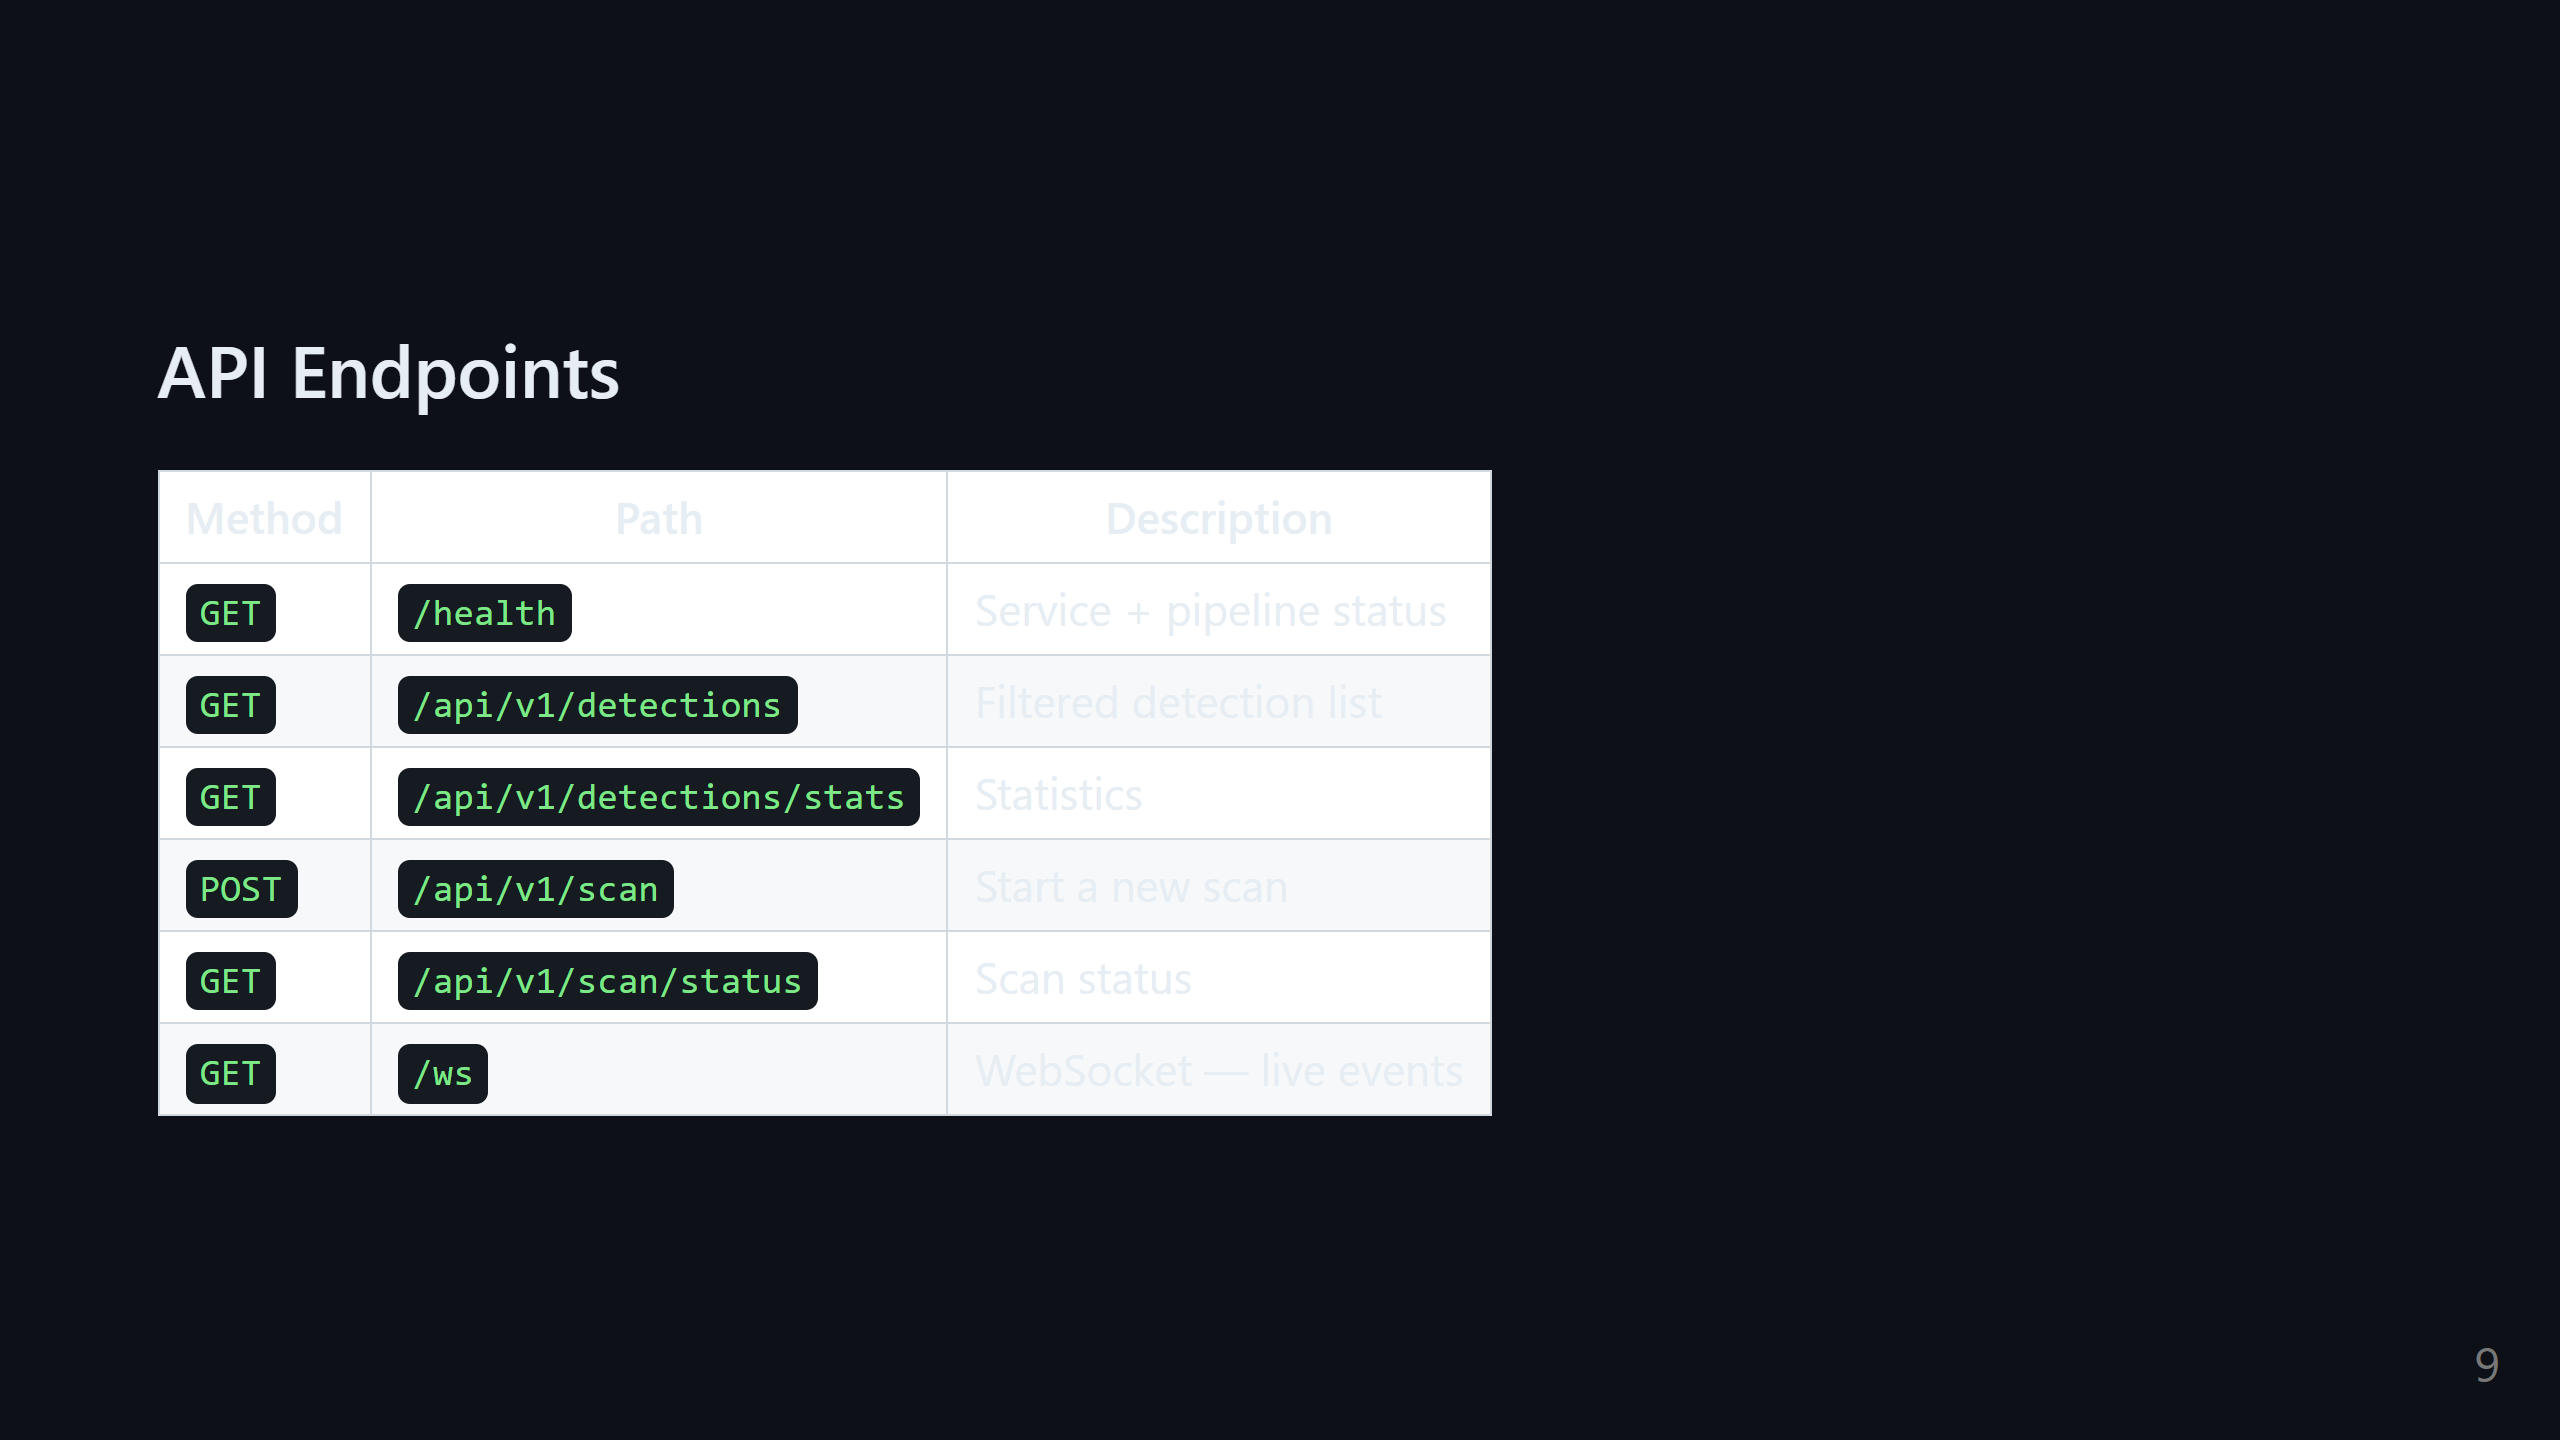 API Endpoints
Method Path Description
GET /health Service + pipeline status
GET /api/v1/detections Filtered detection list
GET /api/v1/detections/stats Statistics
POST /api/v1/scan Start a new scan
GET /api/v1/scan/status Scan status
GET /ws WebSocket — live events
9